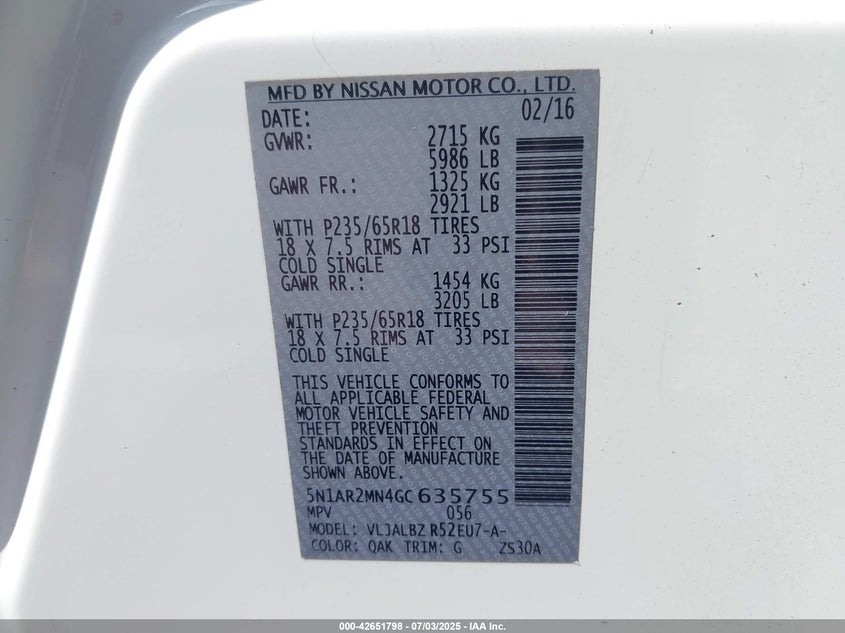 MFD BY NISSAN MOTOR CO., LTD.
DATE: 02/16
GVWR: 2715 KG
5986 LB
GAWR FR.: 1325 KG
2921 LB
WITH P235/65R18 TIRES
18 X 7.5 RIMS AT 33 PSI
COLD SINGLE
GAWR RR.: 1454 KG
3205 LB
WITH P235/65R18 TIRES
18 X 7.5 RIMS AT 33 PSI
COLD SINGLE
THIS VEHICLE CONFORMS TO
ALL APPLICABLE FEDERAL
MOTOR VEHICLE SAFETY AND
THEFT PREVENTION
STANDARDS IN EFFECT ON
THE DATE OF MANUFACTURE
SHOWN ABOVE.
5N1AR2MN4GC635755
MPV 056
MODEL: VLJALBZ R52EU7-A-
COLOR: QAK TRIM: G ZS30A
000-42651798 - 07/03/2025 - IAA Inc.